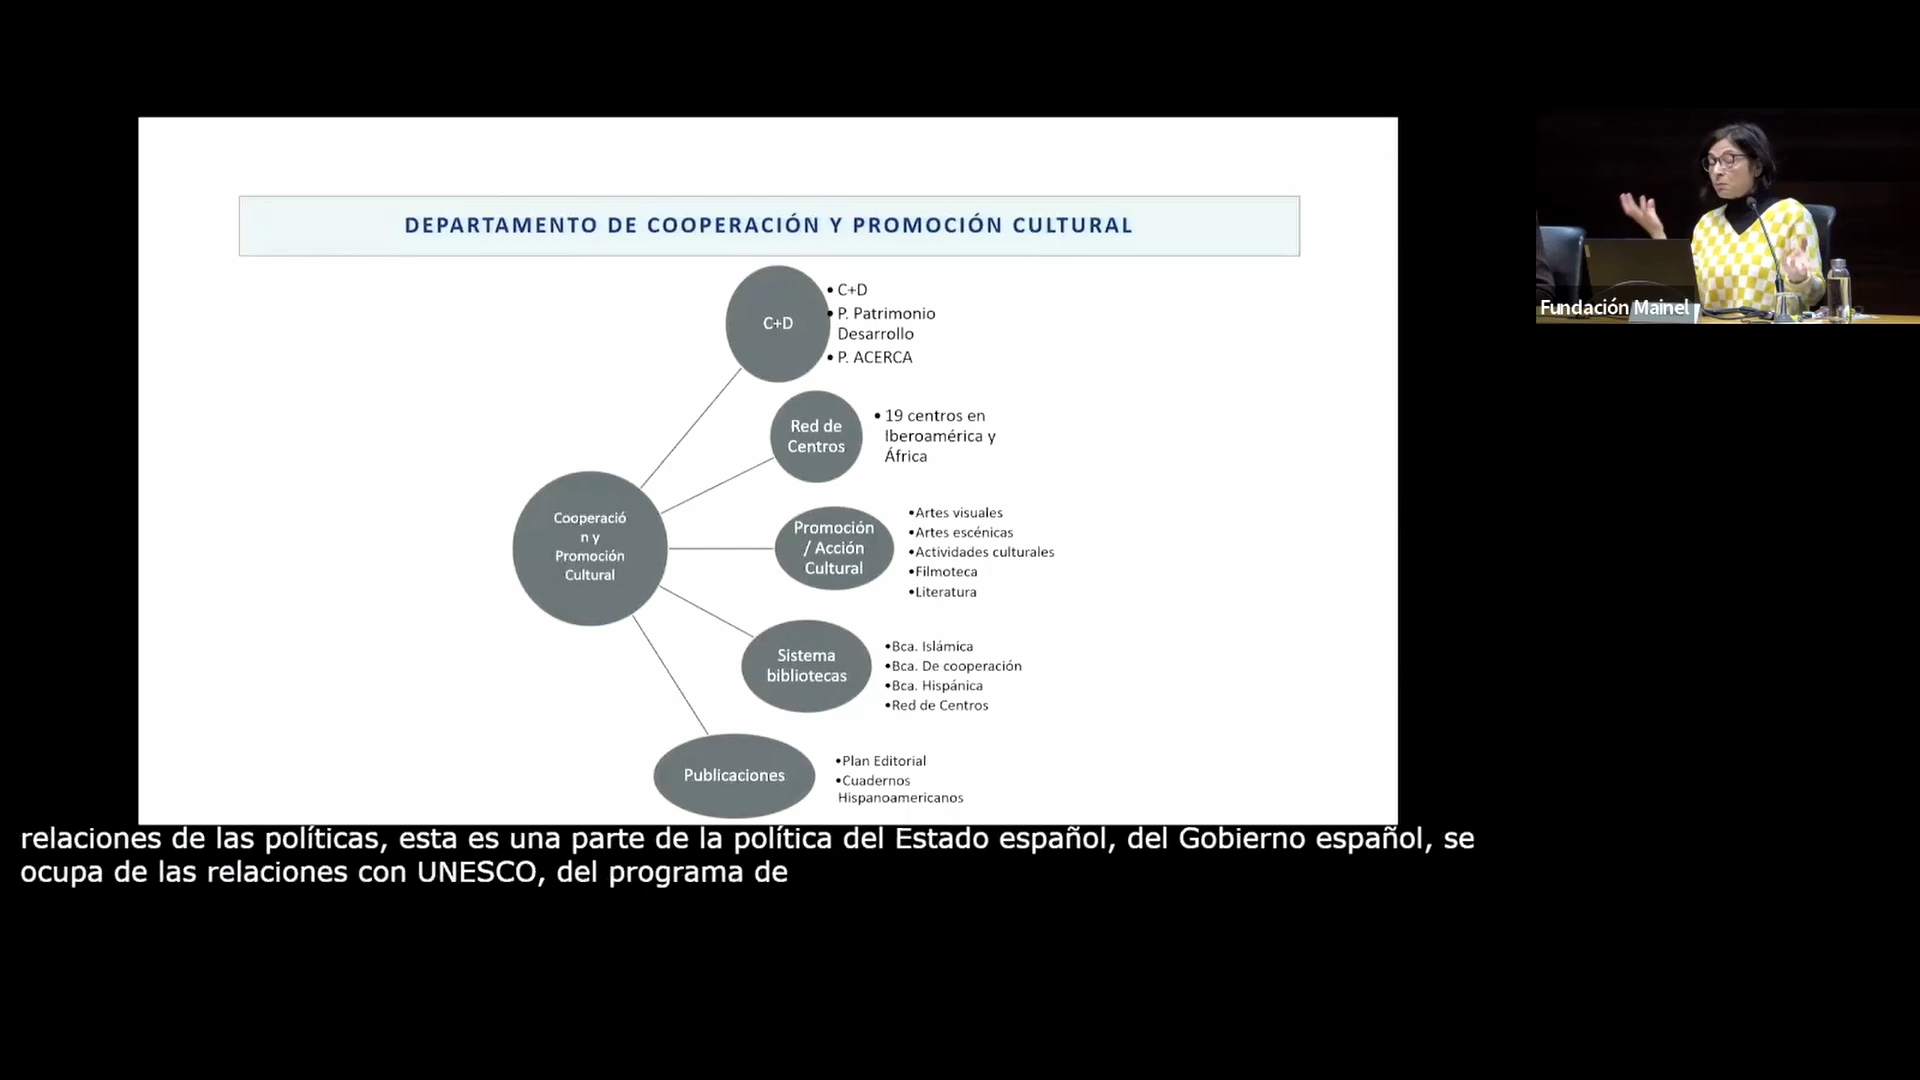 DEPARTAMENTO DE COOPERACIÓN Y PROMOCIÓN CULTURAL
C+D
• C+D
• P. Patrimonio
Desarrollo
• P. ACERCA
Red de
Centros
• 19 centros en
Iberoamérica y
África
Cooperació
n y
Promoción
Cultural
Promoción
/ Acción
Cultural
•Artes visuales
•Artes escénicas
•Actividades culturales
•Filmoteca
•Literatura
Sistema
bibliotecas
•Bca. Islámica
•Bca. De cooperación
•Bca. Hispánica
•Red de Centros
Publicaciones
•Plan Editorial
•Cuadernos
Hispanoamericanos
Fundación Mainel
relaciones de las políticas, esta es una parte de la política del Estado español, del Gobierno español, se
ocupa de las relaciones con UNESCO, del programa de